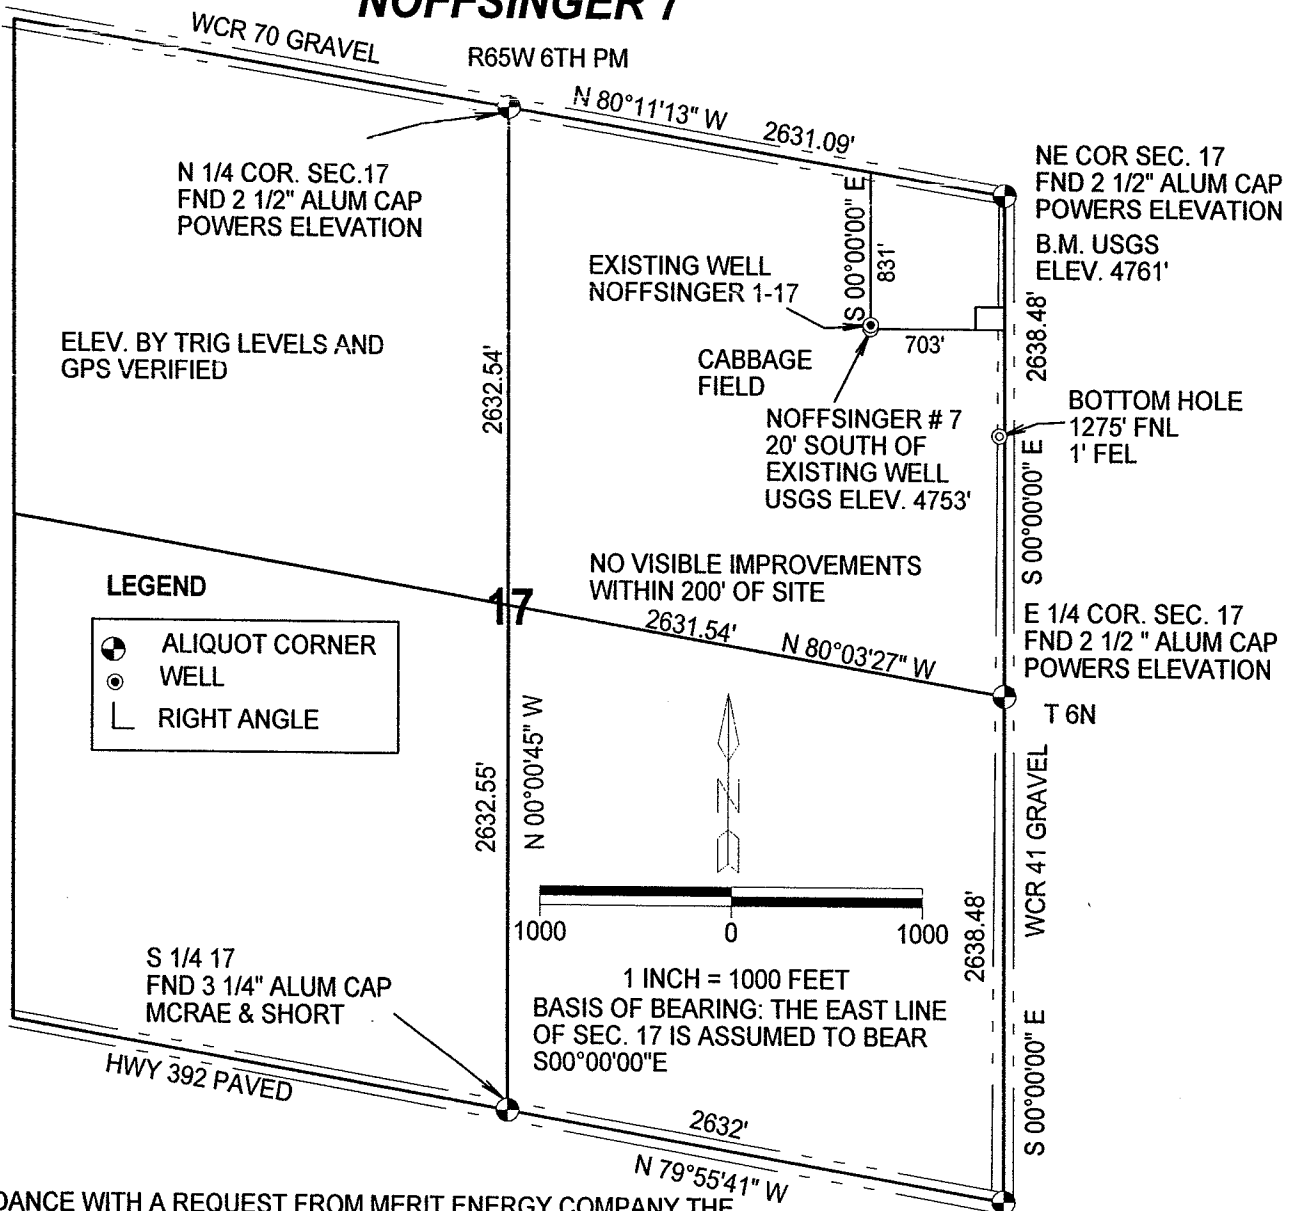 NOFFSINGER 7
WCR 70 GRAVEL
R65W 6TH PM
N 80°11'13" W
2631.09'
N 1/4 COR. SEC.17
FND 2 1/2" ALUM CAP
POWERS ELEVATION
NE COR SEC. 17
FND 2 1/2" ALUM CAP
POWERS ELEVATION
B.M. USGS
ELEV. 4761'
S 00°00'00" E
831'
EXISTING WELL
NOFFSINGER 1-17
703'
2638.48'
ELEV. BY TRIG LEVELS AND
GPS VERIFIED
2632.54'
CABBAGE
FIELD
NOFFSINGER # 7
20' SOUTH OF
EXISTING WELL
USGS ELEV. 4753'
BOTTOM HOLE
1275' FNL
1' FEL
S 00°00'00" E
NO VISIBLE IMPROVEMENTS
WITHIN 200' OF SITE
17
2631.54'
N 80°03'27" W
E 1/4 COR. SEC. 17
FND 2 1/2 " ALUM CAP
POWERS ELEVATION
T 6N
LEGEND
ALIQUOT CORNER
WELL
RIGHT ANGLE
2632.55'
N 00°00'45" W
N
WCR 41 GRAVEL
2638.48'
1000 0 1000
1 INCH = 1000 FEET
BASIS OF BEARING: THE EAST LINE
OF SEC. 17 IS ASSUMED TO BEAR
S00°00'00"E
S 1/4 17
FND 3 1/4" ALUM CAP
MCRAE & SHORT
HWY 392 PAVED
S 00°00'00" E
2632'
N 79°55'41" W
DANCE WITH A REQUEST FROM MERIT ENERGY COMPANY THE